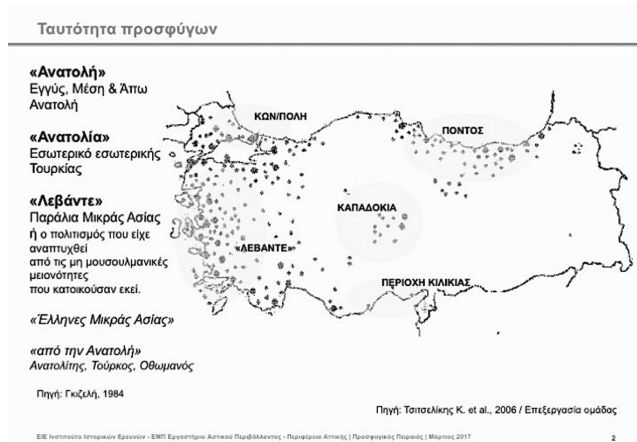 Ταυτότητα προσφύγων
«Ανατολή»
Εγγύς, Μέση & Άπω
Ανατολή
«Ανατολία»
Εσωτερικό εσωτερικής
Τουρκίας
«Λεβάντε»
Παράλια Μικράς Ασίας
ή ο πολιτισμός που είχε
αναπτυχθεί
από τις μη μουσουλμανικές
μειονότητες
που κατοικούσαν εκεί.
«Έλληνες Μικράς Ασίας»
«από την Ανατολή»
Ανατολίτης, Τούρκος, Οθωμανός
Πηγή: Γκιζελή, 1984
ΚΩΝ/ΠΟΛΗ
ΠΟΝΤΟΣ
ΚΑΠΑΔΟΚΙΑ
«ΛΕΒΑΝΤΕ»
ΠΕΡΙΟΧΗ ΚΙΛΙΚΙΑΣ
Πηγή: Τσιτσελίκης Κ. et al., 2006 / Επεξεργασία ομάδας
ΕΙΕ Ινστιτούτο Ιστορικών Ερευνών - ΕΜΠ Εργαστήριο Αστικού Περιβάλλοντος - Περιφέρεια Αττικής | Προσφυγικός Πειραιάς | Μάρτιος 2017
2